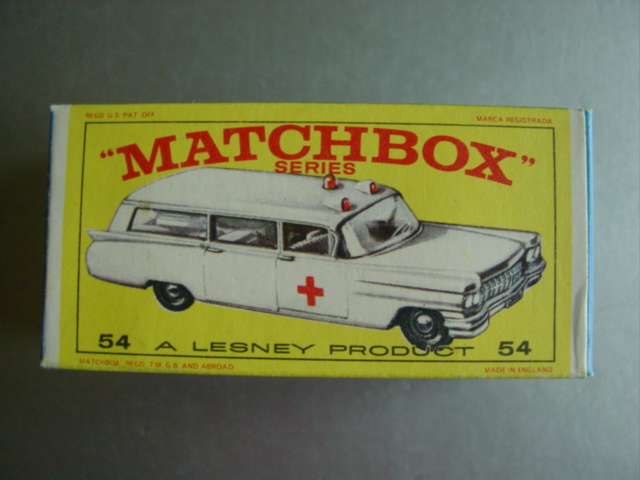 REGD U.S. PAT. OFF. MARCA REGISTRADA
"MATCHBOX"
SERIES
54 A LESNEY PRODUCT 54
MATCHBOX REGD. T.M. G.B. AND ABROAD MADE IN ENGLAND